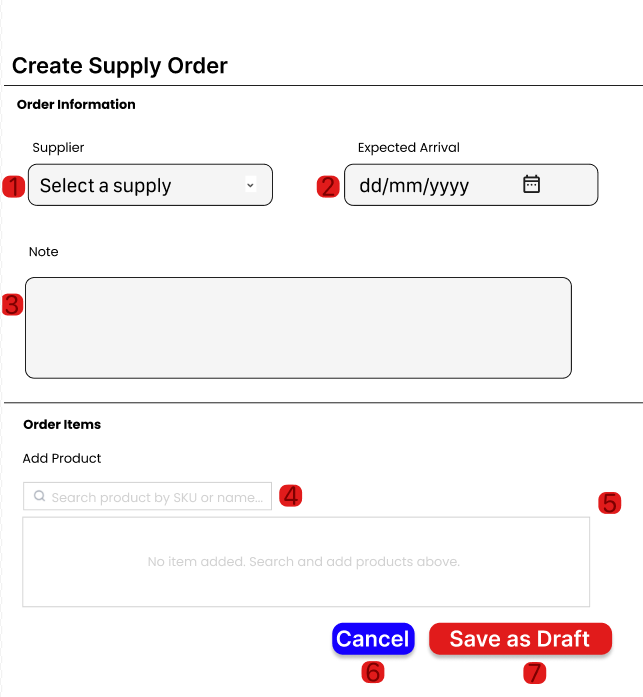 Create Supply Order
Order Information
Supplier
Expected Arrival
1
Select a supply
2
dd/mm/yyyy
Note
3
Order Items
Add Product
Search product by SKU or name...
4
5
No item added. Search and add products above.
Cancel
Save as Draft
6
7